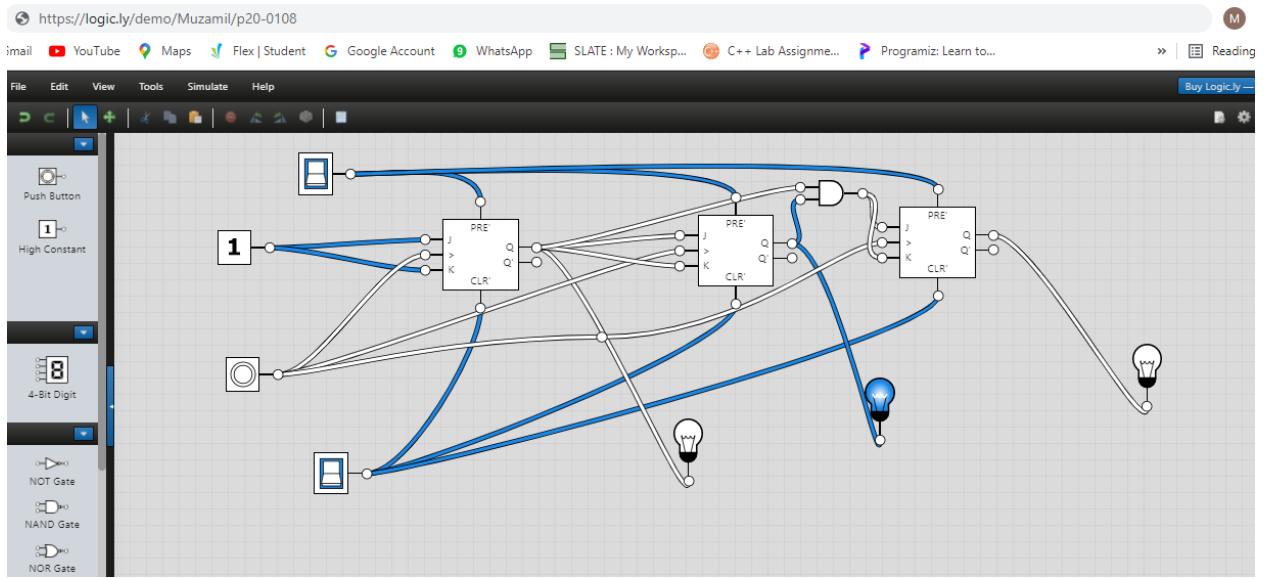 https://logic.ly/demo/Muzamil/p20-0108
M
YouTube Maps Flex | Student Google Account WhatsApp SLATE : My Worksp... C++ Lab Assignme... Programiz: Learn to... » Reading
File Edit View Tools Simulate Help Buy Logic.ly —
Push Button
1
High Constant
8
4-Bit Digit
NOT Gate
NAND Gate
NOR Gate
1
PRE'
J Q
> Q'
K
CLR'
PRE'
J Q
> Q'
K
CLR'
PRE'
J Q
> Q'
K
CLR'